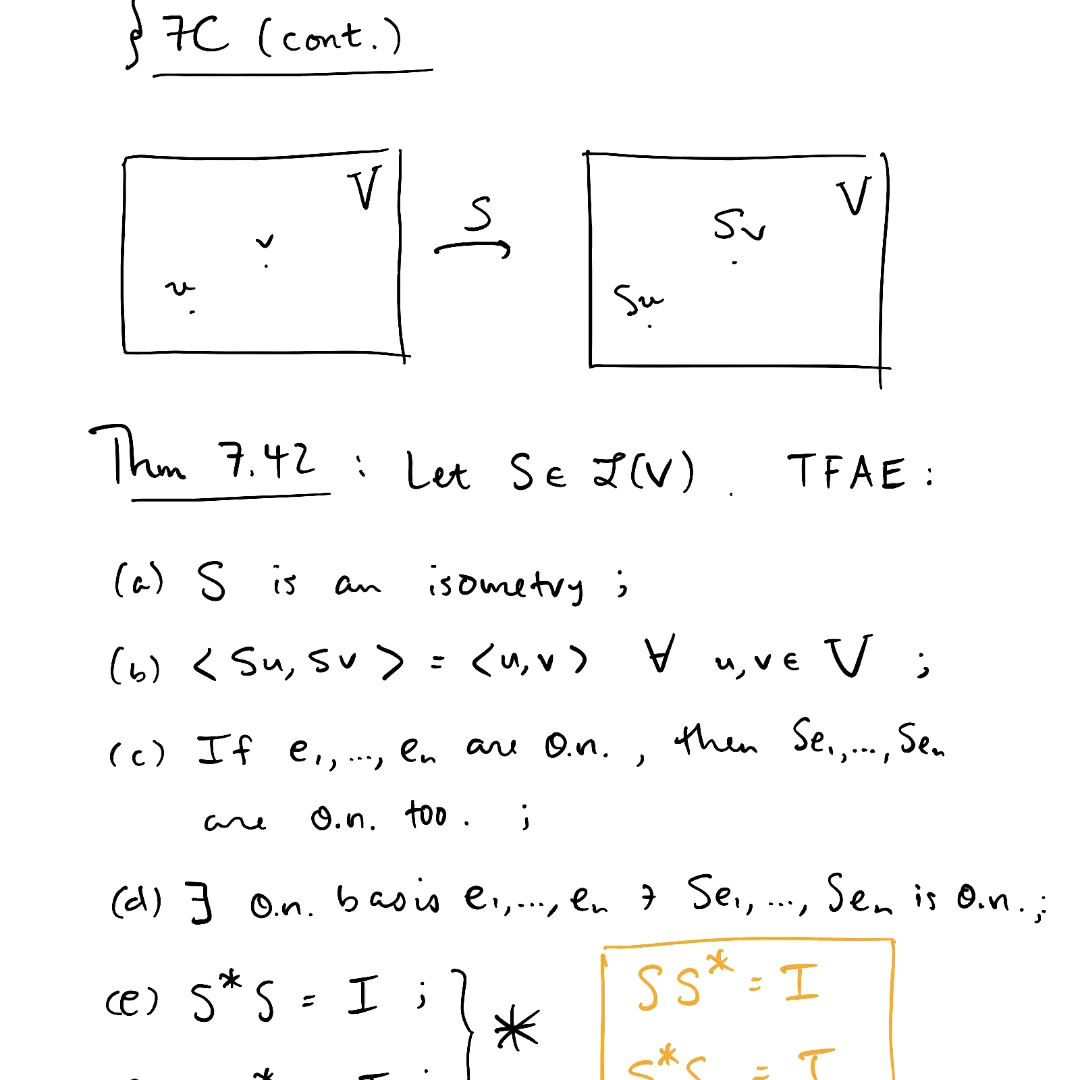 § 7C (cont.)
V
S
V
v
Sv
u
Su
Thm 7.42 : Let S ∈ ℒ(V). TFAE :
(a) S is an isometry ;
(b) <Su, Sv> = <u,v> ∀ u,v ∈ V ;
(c) If e₁,...,eₙ are o.n., then Se₁,...,Seₙ
are o.n. too. ;
(d) ∃ o.n. basis e₁,...,eₙ ∋ Se₁,...,Seₙ is o.n. ;
SS* = I
(e) S*S = I ; } *
S*S = I